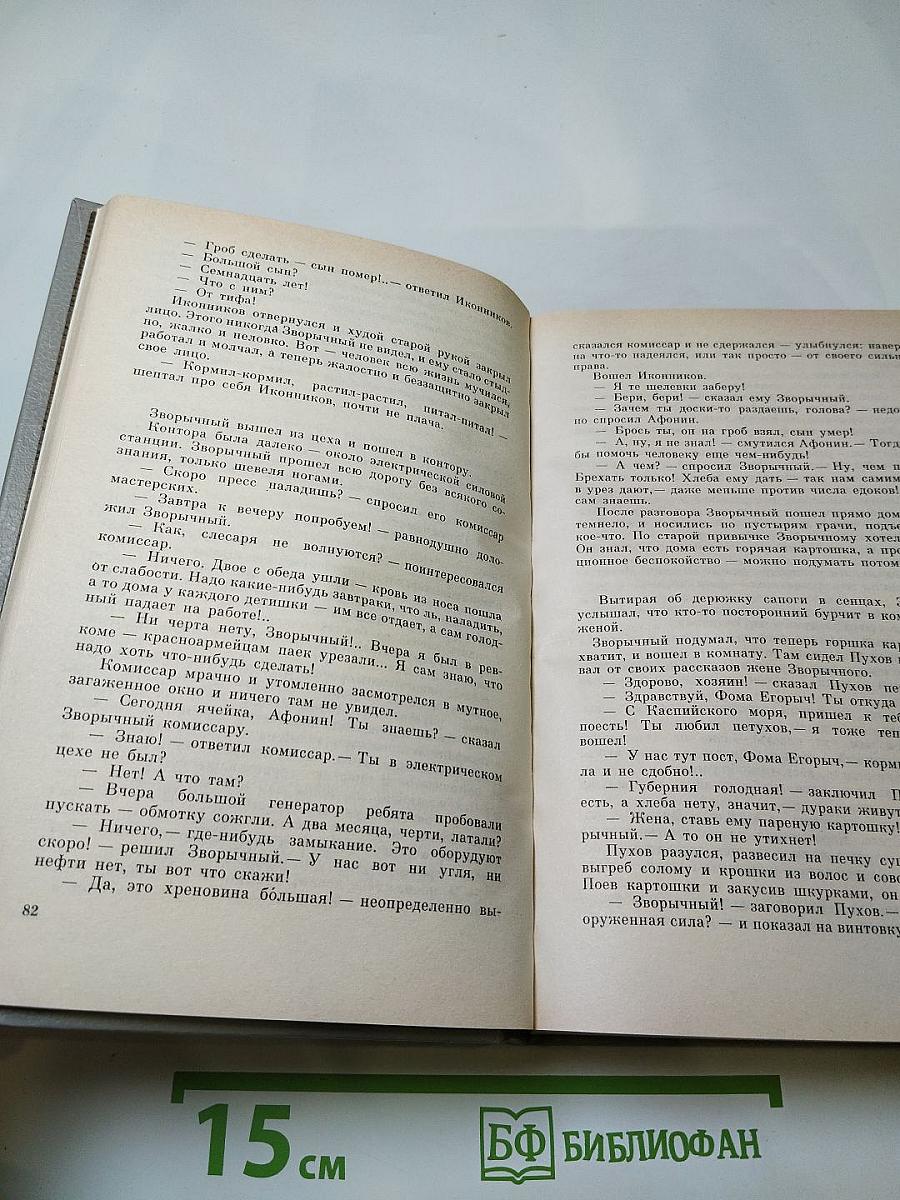 — Гроб сделать — сын помер!..— ответил Иконников.
— Большой сын?
— Семнадцать лет!
— Что с ним?
— От тифа!
Иконников отвернулся и худой старой рукой закрыл
лицо. Этого никогда Зворычный не видел, и ему стало стыд-
но, жалко и неловко. Вот — человек всю жизнь мучился,
работал и молчал, а теперь жалостно и беззащитно закрыл
свое лицо.
— Кормил-кормил, растил-растил, питал-питал! —
шептал про себя Иконников, почти не плача.
Зворычный вышел из цеха и пошел в контору.
Контора была далеко — около электрической силовой
станции. Зворычный прошел всю дорогу без всякого со-
знания, только шевеля ногами.
— Скоро пресс наладишь? — спросил его комиссар
мастерских.
— Завтра к вечеру попробуем! — равнодушно доло-
жил Зворычный.
— Как, слесаря не волнуются? — поинтересовался
комиссар.
— Ничего. Двое с обеда ушли — кровь из носа пошла
от слабости. Надо какие-нибудь завтраки, что ль, наладить,
а то дома у каждого детишки — им все отдает, а сам голод-
ный падает на работе!..
— Ни черта нету, Зворычный!.. Вчера я был в рев-
коме — красноармейцам паек урезали... Я сам знаю, что
надо хоть что-нибудь сделать!
Комиссар мрачно и утомленно засмотрелся в мутное,
загаженное окно и ничего там не увидел.
— Сегодня ячейка, Афонин! Ты знаешь? — сказал
Зворычный комиссару.
— Знаю! — ответил комиссар.— Ты в электрическом
цехе не был?
— Нет! А что там?
— Вчера большой генератор ребята пробовали
пускать — обмотку сожгли. А два месяца, черти, латали?
— Ничего,— где-нибудь замыкание. Это оборудуют
скоро! — решил Зворычный.— У нас вот ни угля, ни
нефти нет, ты вот что скажи!
— Да, это хреновина бо́льшая! — неопределенно вы-
82
сказался комиссар и не сдержался — улыбнулся: навер
на что-то надеялся, или так просто — от своего сильн
права.
Вошел Иконников.
— Я те шелевки заберу!
— Бери, бери! — сказал ему Зворычный.
— Зачем ты доски-то раздаешь, голова? — недо
но спросил Афонин.
— Брось ты, он на гроб взял, сын умер!
— А, ну, я не знал! — смутился Афонин.— Тогд
бы помочь человеку еще чем-нибудь!
— А чем? — спросил Зворычный.— Ну, чем п
Брехать только! Хлеба ему дать — так нам самим
в урез дают,— даже меньше против числа едоков!
сам знаешь.
После разговора Зворычный пошел прямо дом
темнело, и носились по пустырям грачи, подъе
кое-что. По старой привычке Зворычному хотел
Он знал, что дома есть горячая картошка, а про
ционное беспокойство — можно подумать потом
Вытирая об дерюжку сапоги в сенцах, З
услышал, что кто-то посторонний бурчит в ком
женой.
Зворычный подумал, что теперь горшка кар
хватит, и вошел в комнату. Там сидел Пухов и
вал от своих рассказов жене Зворычного.
— Здорово, хозяин! — сказал Пухов пе
— Здравствуй, Фома Егорыч! Ты откуда
— С Каспийского моря, пришел к теб
поесть! Ты любил петухов,— я тоже теп
вошел!
— У нас тут пост, Фома Егорыч,— корм
ла и не сдобно!..
— Губерния голодная! — заключил П
есть, а хлеба нету, значит,— дураки живут
— Жена, ставь ему пареную картошку!
рычный.— А то он не утихнет!
Пухов разулся, развесил на печку су
выгреб солому и крошки из волос и сово
Поев картошки и закусив шкурками, он
— Зворычный! — заговорил Пухов.—
оруженная сила? — и показал на винтовку
15 см
БФ БИБЛИОФАН